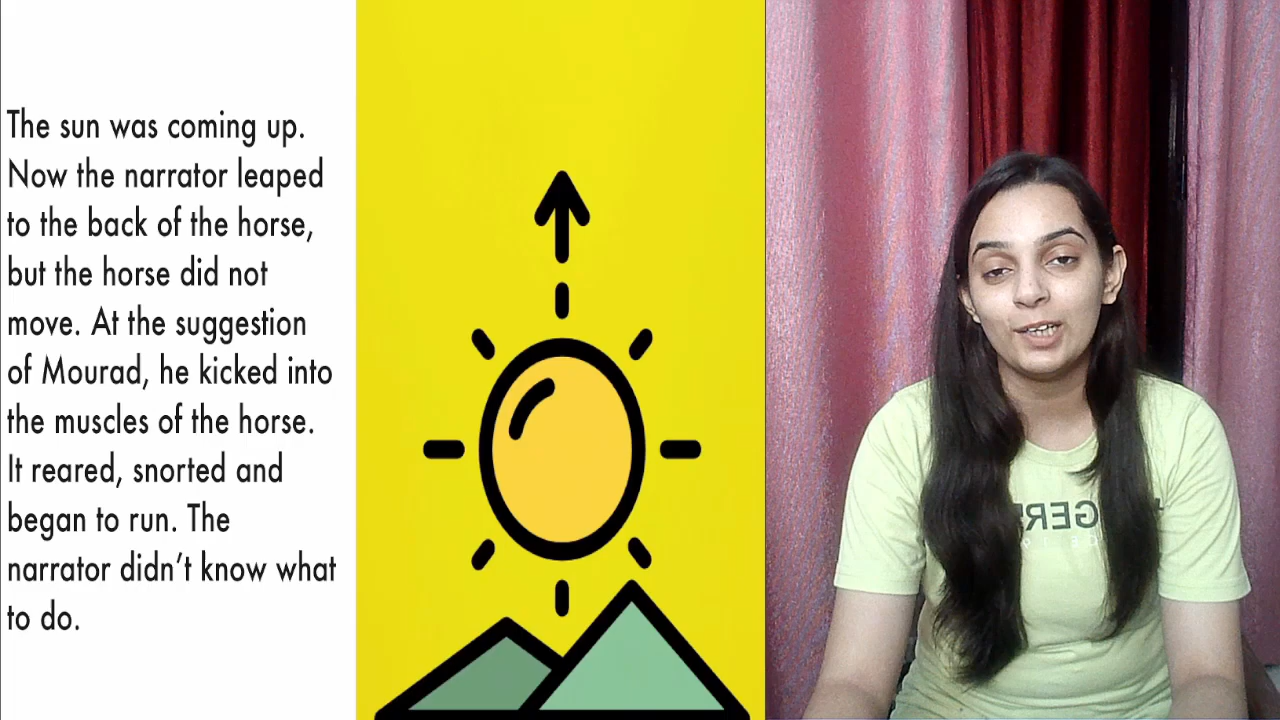 The sun was coming up.
Now the narrator leaped
to the back of the horse,
but the horse did not
move. At the suggestion
of Mourad, he kicked into
the muscles of the horse.
It reared, snorted and
began to run. The
narrator didn’t know what
to do.